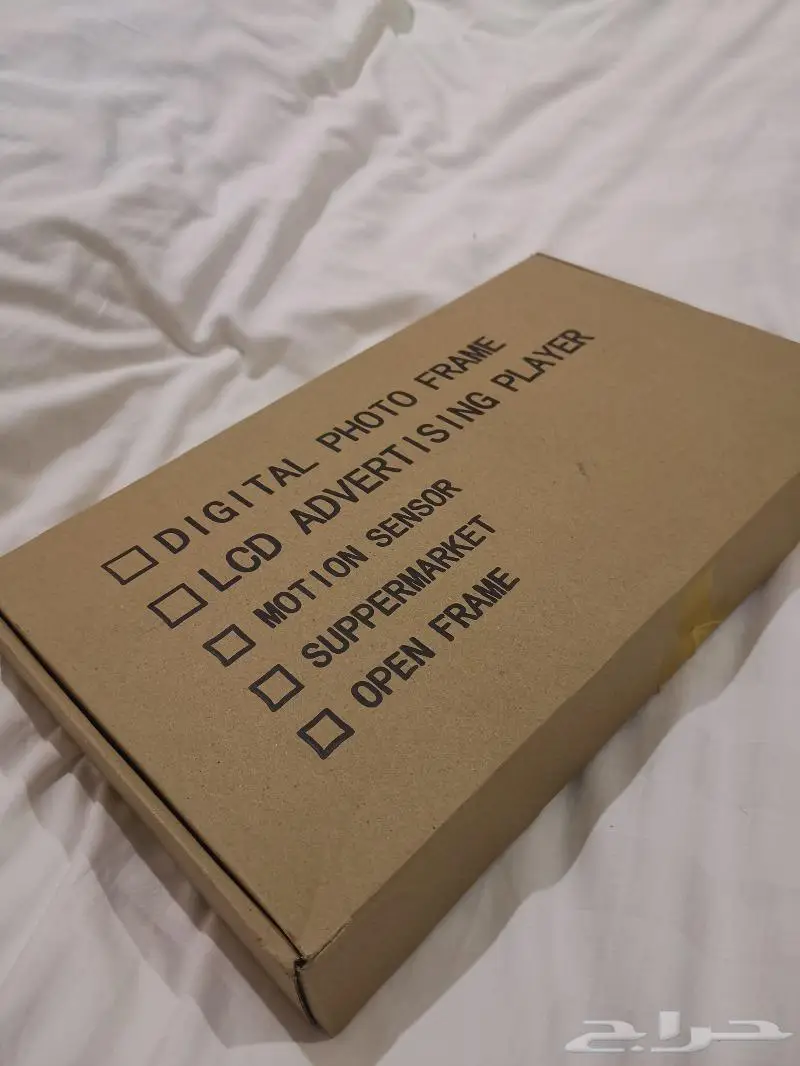 ☐ DIGITAL PHOTO FRAME
☐ LCD ADVERTISING PLAYER
☐ MOTION SENSOR
☐ SUPPERMARKET
☐ OPEN FRAME
حراج